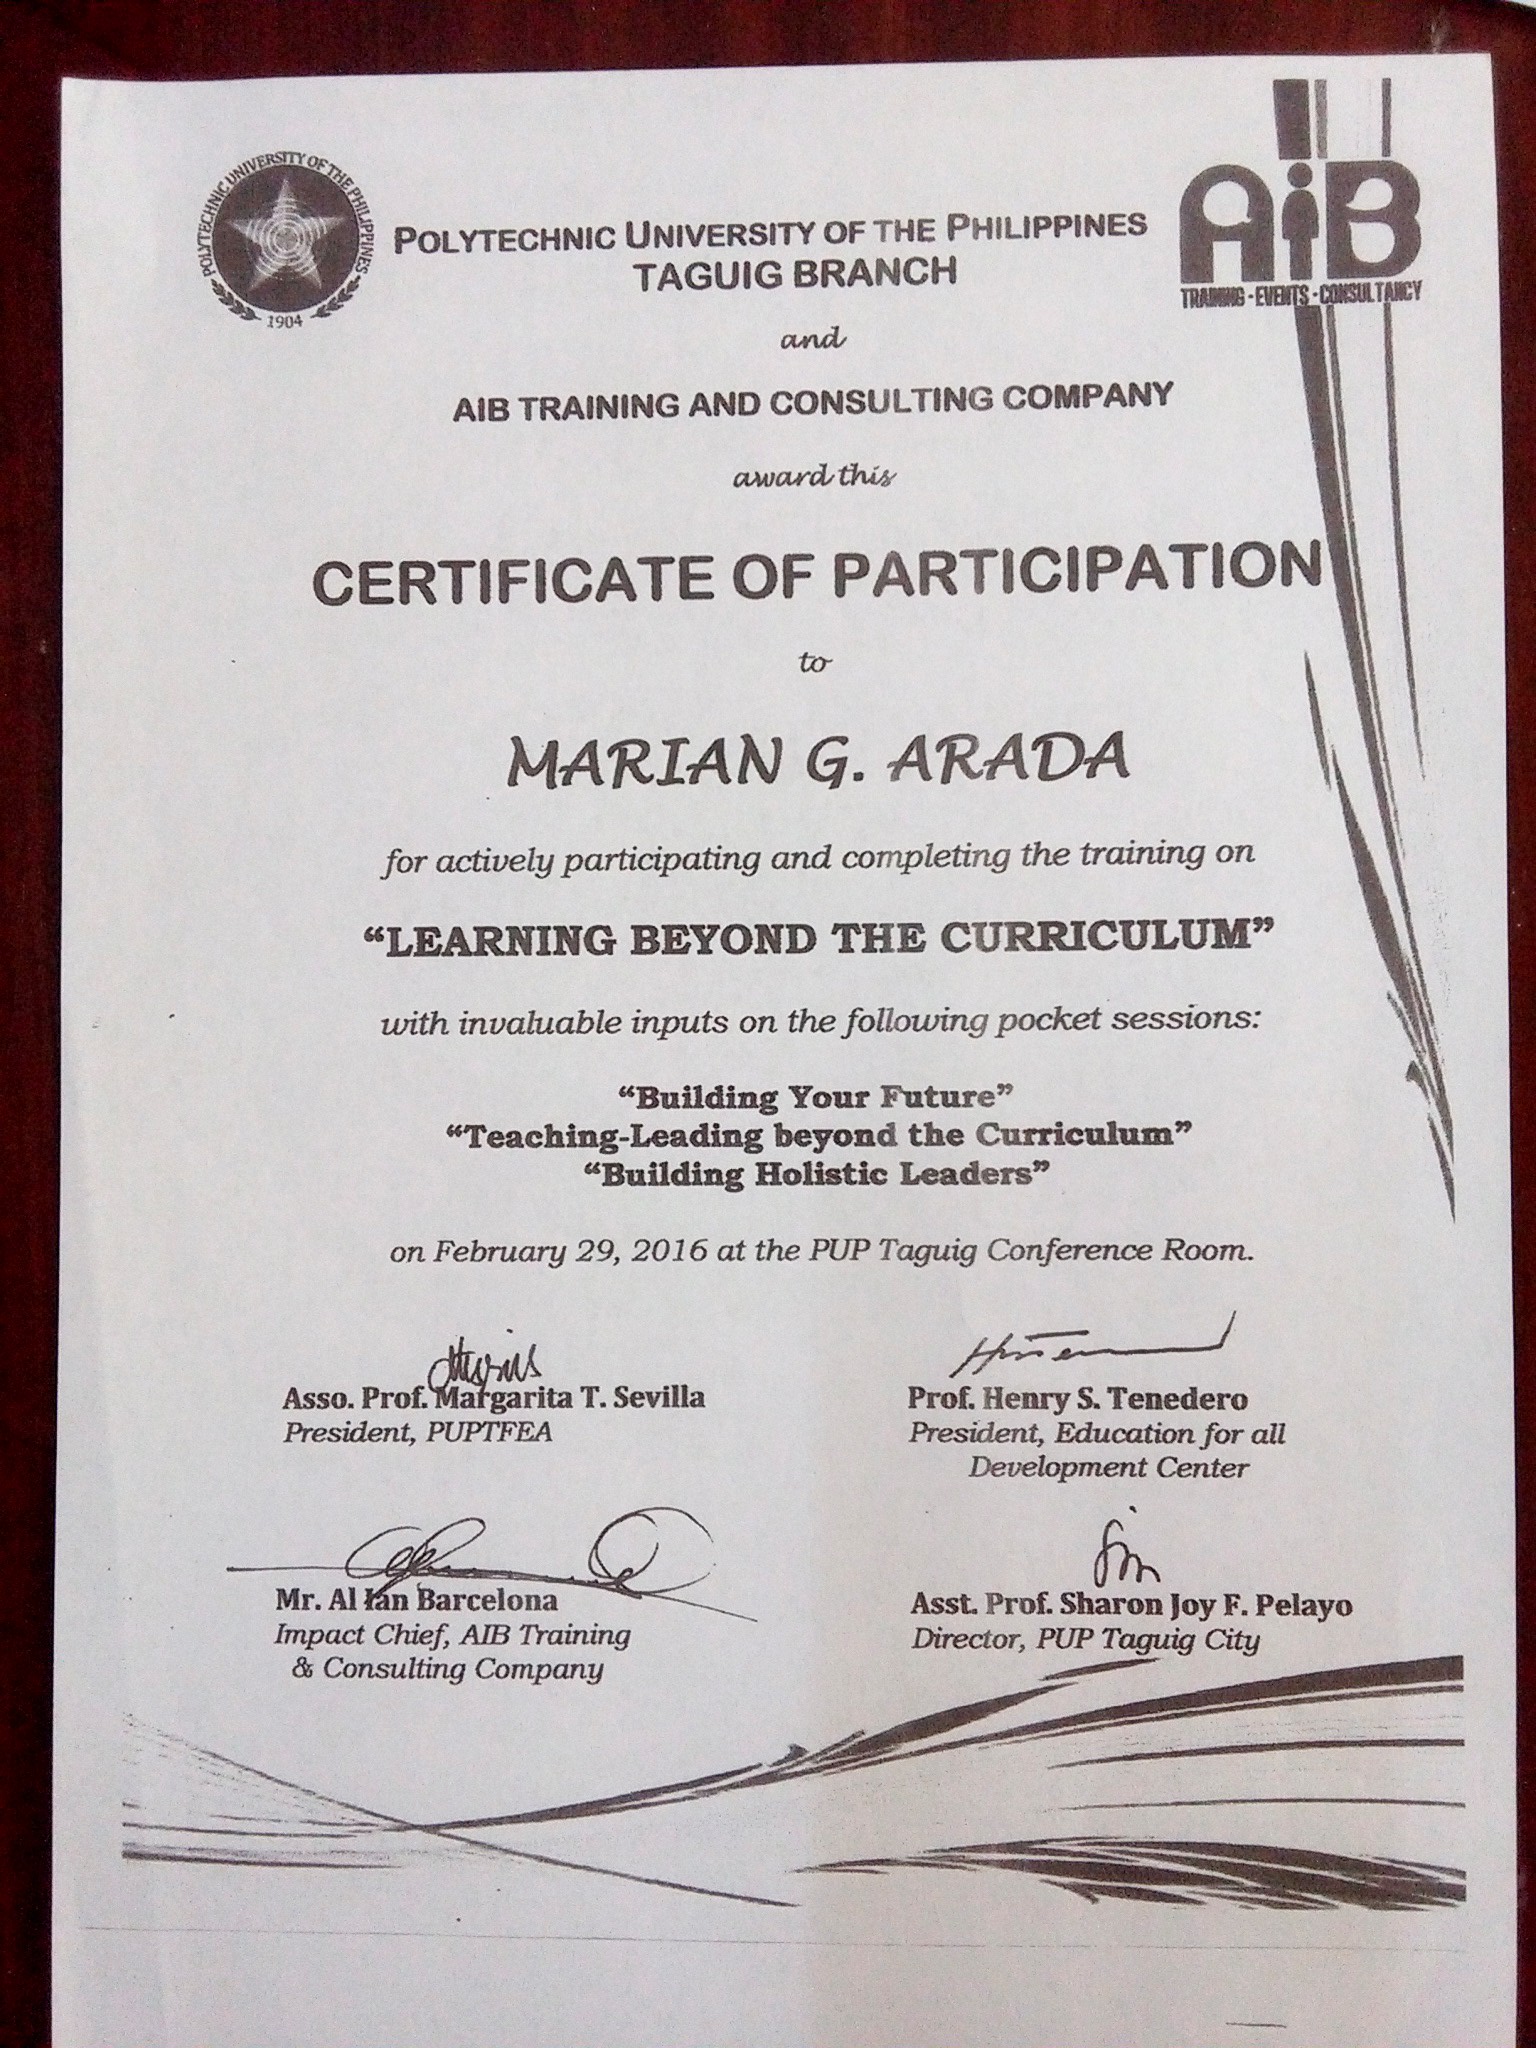 POLYTECHNIC UNIVERSITY OF THE PHILIPPINES
1904
AiB
TRAINING - EVENTS - CONSULTANCY
POLYTECHNIC UNIVERSITY OF THE PHILIPPINES
TAGUIG BRANCH
and
AIB TRAINING AND CONSULTING COMPANY
award this
CERTIFICATE OF PARTICIPATION
to
MARIAN G. ARADA
for actively participating and completing the training on
“LEARNING BEYOND THE CURRICULUM”
with invaluable inputs on the following pocket sessions:
“Building Your Future”
“Teaching-Leading beyond the Curriculum”
“Building Holistic Leaders”
on February 29, 2016 at the PUP Taguig Conference Room.
Asso. Prof. Margarita T. Sevilla
President, PUPTFEA
Prof. Henry S. Tenedero
President, Education for all
Development Center
Mr. Al Ian Barcelona
Impact Chief, AIB Training
& Consulting Company
Asst. Prof. Sharon Joy F. Pelayo
Director, PUP Taguig City